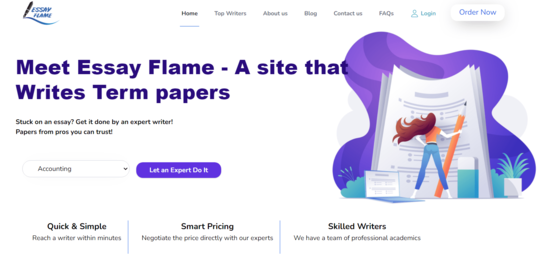 ESSAY
FLAME
Home
Top Writers
About us
Blog
Contact us
FAQs
Login
Order Now
Meet Essay Flame - A site that
Writes Term papers
Stuck on an essay? Get it done by an expert writer!
Papers from pros you can trust!
Accounting
Let an Expert Do It
Quick & Simple
Reach a writer within minutes
Smart Pricing
Negotiate the price directly with our experts
Skilled Writers
We have a team of professional academics